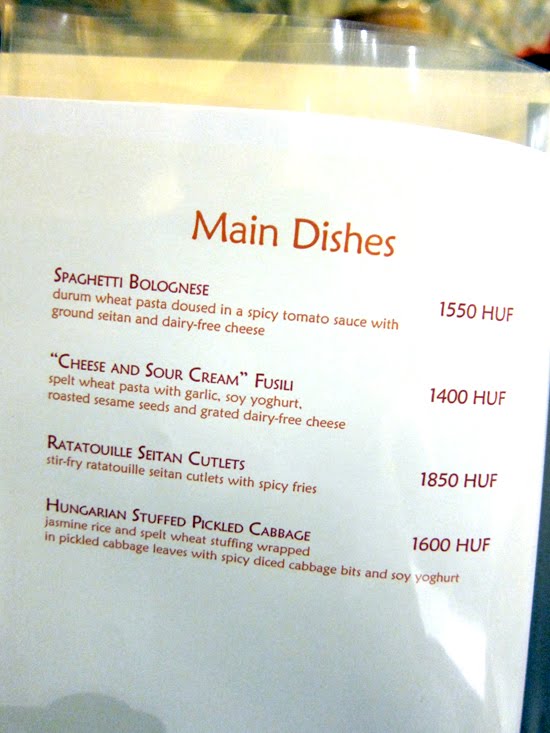 Main Dishes
SPAGHETTI BOLOGNESE
durum wheat pasta doused in a spicy tomato sauce with
ground seitan and dairy-free cheese
1550 HUF
“CHEESE AND SOUR CREAM” FUSILI
spelt wheat pasta with garlic, soy yoghurt,
roasted sesame seeds and grated dairy-free cheese
1400 HUF
RATATOUILLE SEITAN CUTLETS
stir-fry ratatouille seitan cutlets with spicy fries
1850 HUF
HUNGARIAN STUFFED PICKLED CABBAGE
jasmine rice and spelt wheat stuffing wrapped
in pickled cabbage leaves with spicy diced cabbage bits and soy yoghurt
1600 HUF